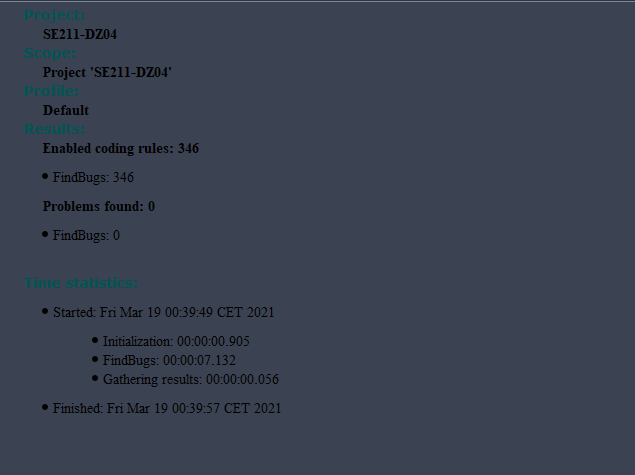 Project:
SE211-DZ04
Scope:
Project 'SE211-DZ04'
Profile:
Default
Results:
Enabled coding rules: 346
• FindBugs: 346
Problems found: 0
• FindBugs: 0
Time statistics:
• Started: Fri Mar 19 00:39:49 CET 2021
• Initialization: 00:00:00.905
• FindBugs: 00:00:07.132
• Gathering results: 00:00:00.056
• Finished: Fri Mar 19 00:39:57 CET 2021